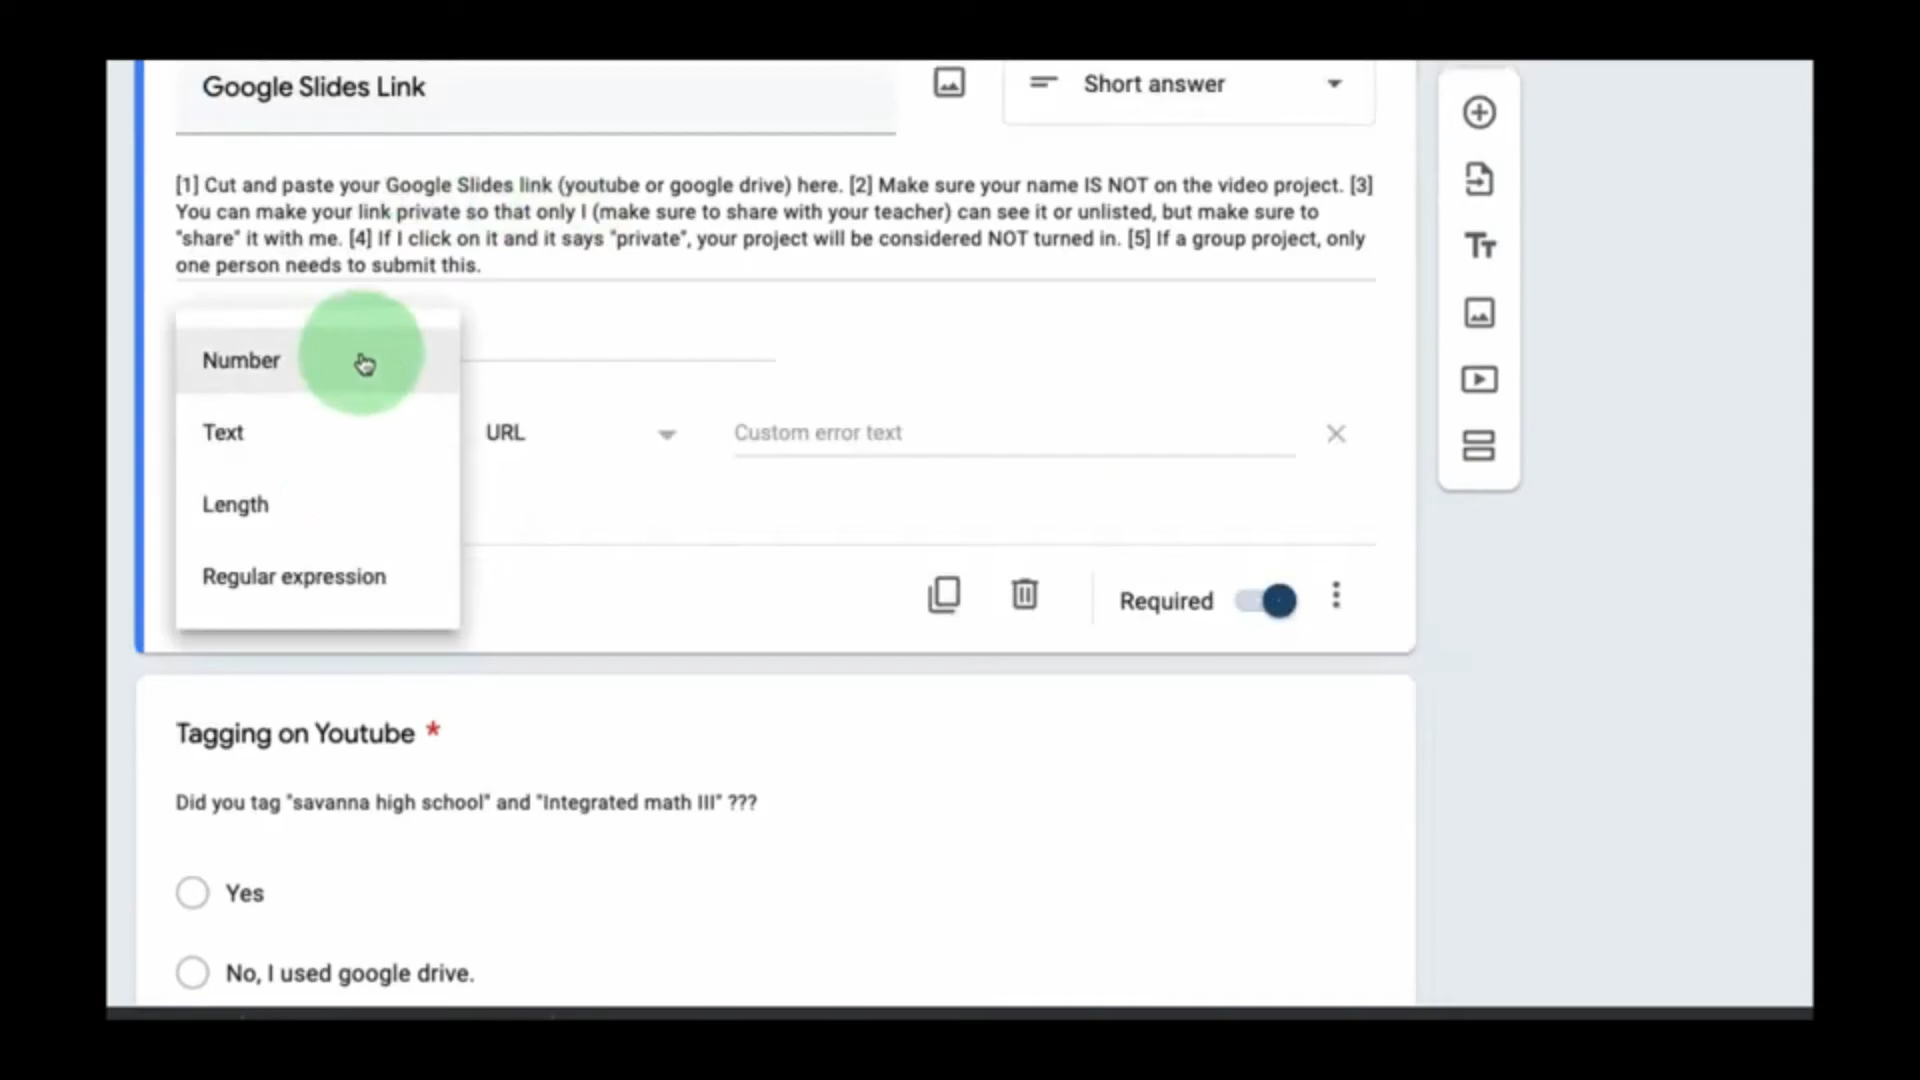 Google Slides Link
Short answer
[1] Cut and paste your Google Slides link (youtube or google drive) here. [2] Make sure your name IS NOT on the video project. [3]
You can make your link private so that only I (make sure to share with your teacher) can see it or unlisted, but make sure to
"share" it with me. [4] If I click on it and it says "private", your project will be considered NOT turned in. [5] If a group project, only
one person needs to submit this.
Number
Text
URL
Custom error text
Length
Regular expression
Required
Tagging on Youtube *
Did you tag "savanna high school" and "Integrated math III" ???
Yes
No, I used google drive.